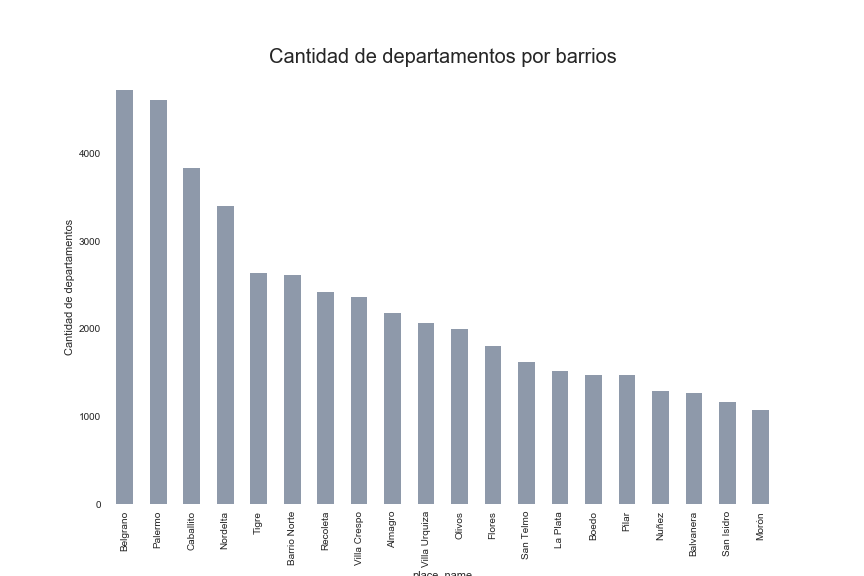 Cantidad de departamentos por barrios
Cantidad de departamentos
4000
3000
2000
1000
0
Belgrano
Palermo
Caballito
Nordelta
Tigre
Barrio Norte
Recoleta
Villa Crespo
Almagro
Villa Urquiza
Olivos
Flores
San Telmo
La Plata
Boedo
Pilar
Nuñez
Balvanera
San Isidro
Morón
place_name